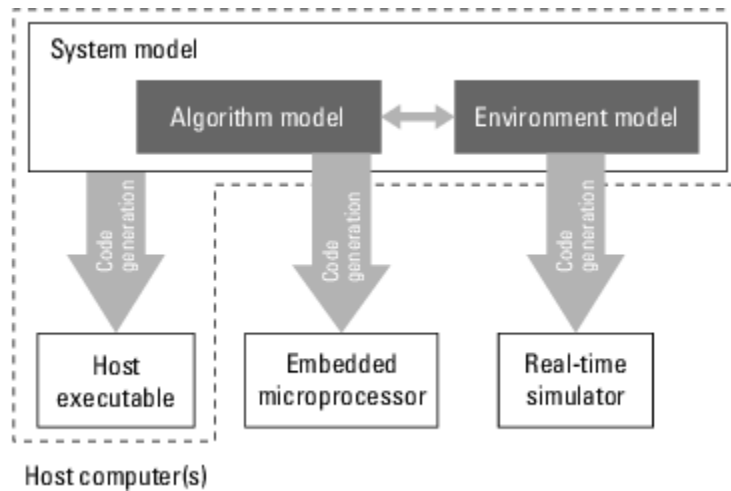 System model
Algorithm model
Environment model
Code
generation
Code
generation
Code
generation
Host
executable
Embedded
microprocessor
Real-time
simulator
Host computer(s)